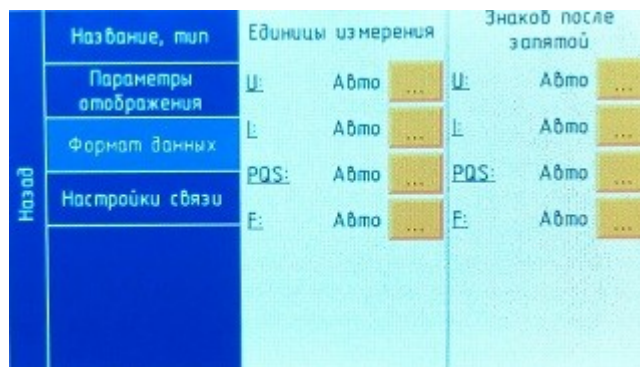 Назад
Название, тип
Параметры
отображения
Формат данных
Настройки связи
Единицы измерения
U: Авто ...
I: Авто ...
PQS: Авто ...
F: Авто ...
Знаков после
запятой
U: Авто ...
I: Авто ...
PQS: Авто ...
F: Авто ...